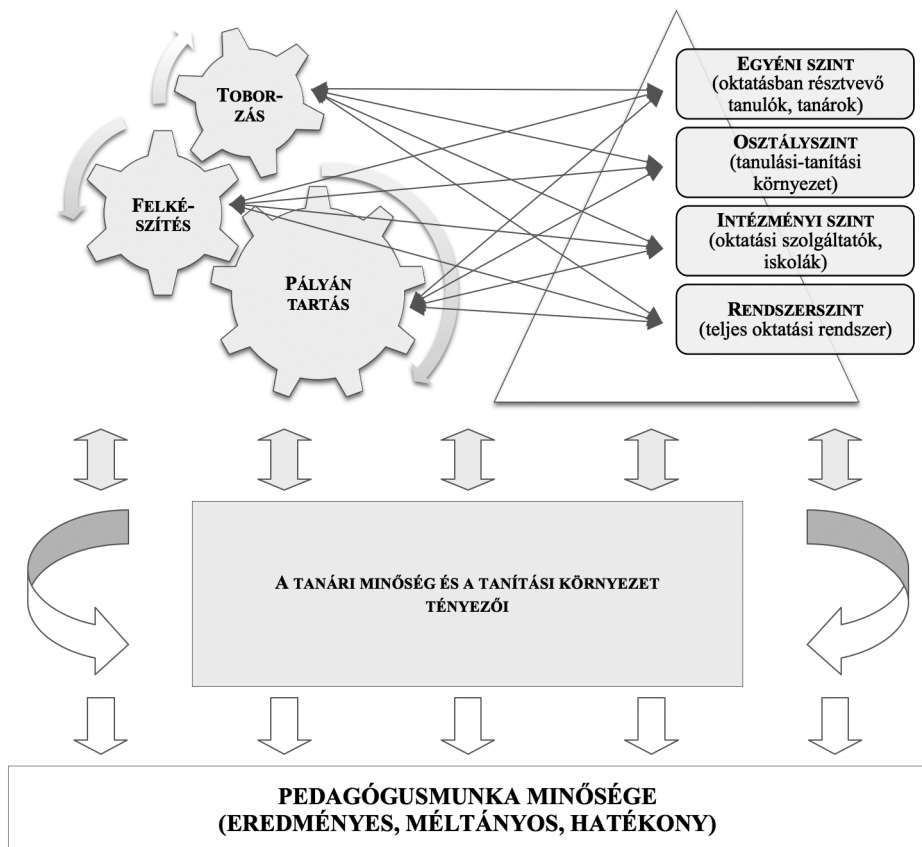 TOBOR-
ZÁS
FELKÉ-
SZÍTÉS
PÁLYÁN
TARTÁS
EGYÉNI SZINT
(oktatásban résztvevő
tanulók, tanárok)
OSZTÁLYSZINT
(tanulási-tanítási
környezet)
INTÉZMÉNYI SZINT
(oktatási szolgáltatók,
iskolák)
RENDSZERSZINT
(teljes oktatási rendszer)
A TANÁRI MINŐSÉG ÉS A TANÍTÁSI KÖRNYEZET
TÉNYEZŐI
PEDAGÓGUSMUNKA MINŐSÉGE
(EREDMÉNYES, MÉLTÁNYOS, HATÉKONY)